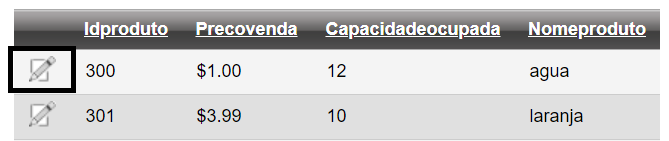 Idproduto Precovenda Capacidadeocupada Nomeproduto
300 $1.00 12 agua
301 $3.99 10 laranja